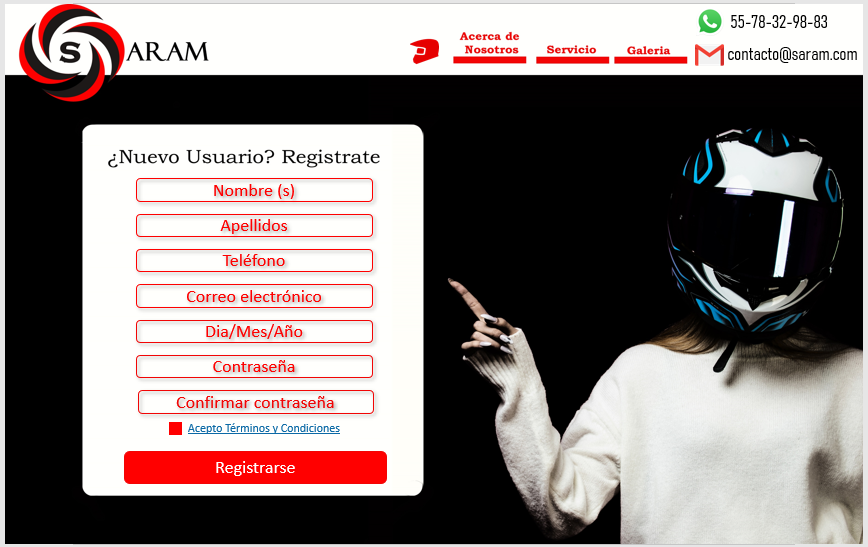 SARAM
Acerca de
Nosotros
Servicio
Galeria
55-78-32-98-83
contacto@saram.com
¿Nuevo Usuario? Registrate
Nombre (s)
Apellidos
Teléfono
Correo electrónico
Dia/Mes/Año
Contraseña
Confirmar contraseña
Acepto Términos y Condiciones
Registrarse